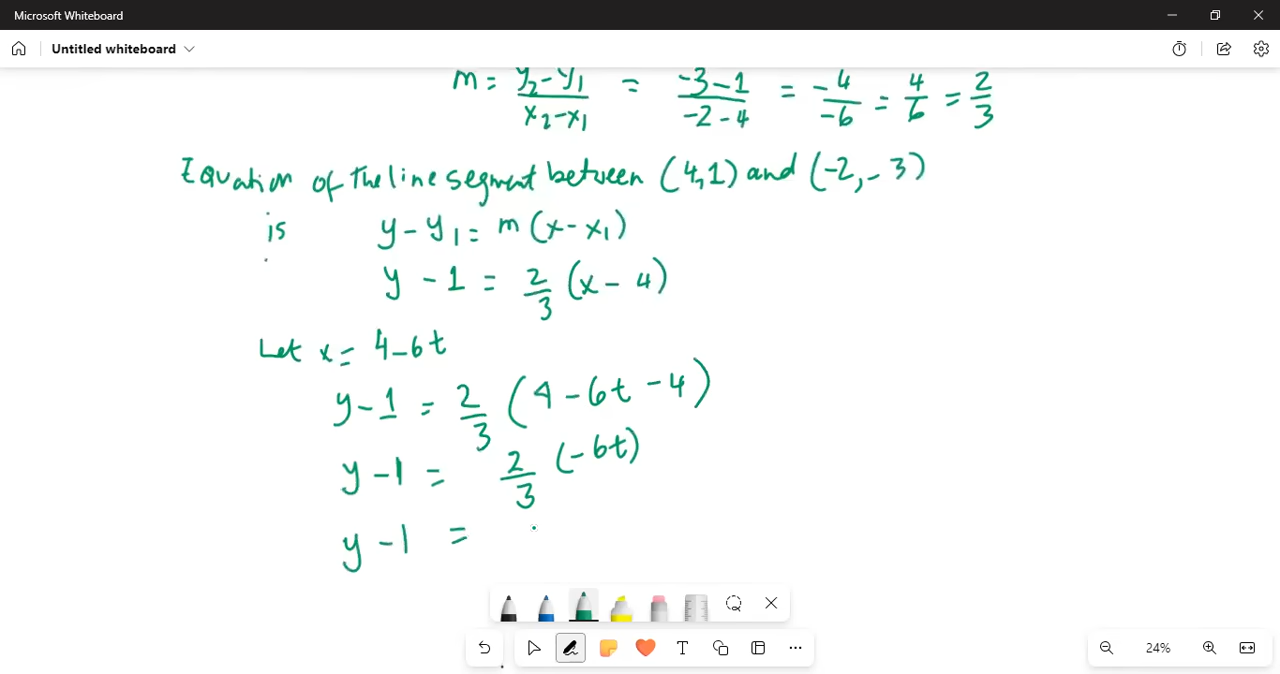 Microsoft Whiteboard
Untitled whiteboard
m = y₂-y₁/x₂-x₁ = -3-1/-2-4 = -4/-6 = 4/6 = 2/3
Equation of the line segment between (4,1) and (-2,-3)
is y - y₁ = m(x - x₁)
y - 1 = 2/3 (x - 4)
Let x = 4-6t
y - 1 = 2/3 (4 - 6t - 4)
y - 1 = 2/3 (-6t)
y - 1 =
24%